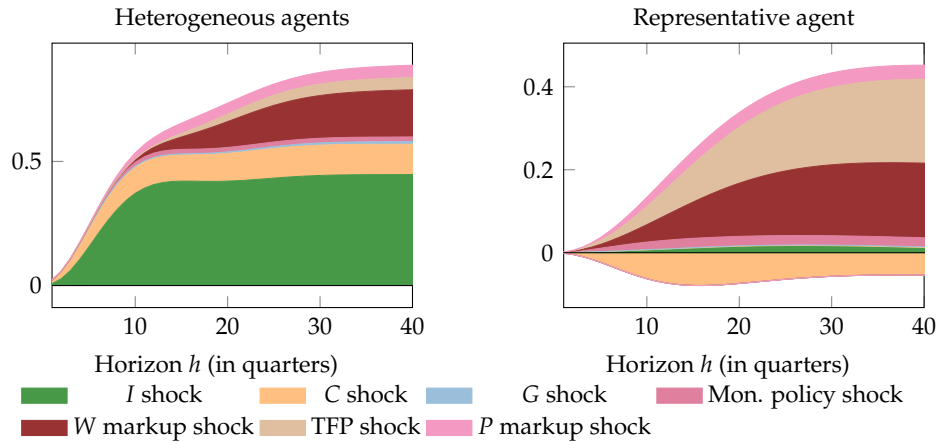 Heterogeneous agents
Representative agent
0.5
0
10 20 30 40
Horizon h (in quarters)
0.4
0.2
0
10 20 30 40
Horizon h (in quarters)
I shock C shock G shock Mon. policy shock
W markup shock TFP shock P markup shock